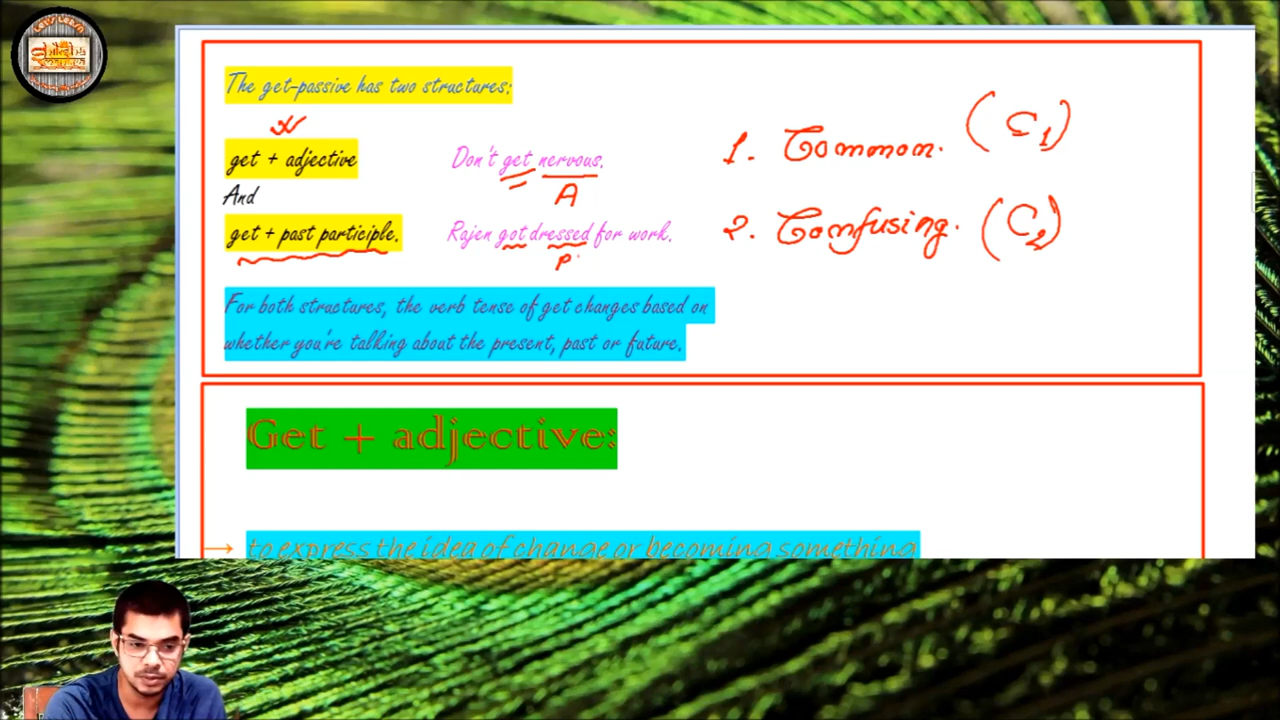 The get-passive has two structures:
get + adjective
Don't get nervous.
A
And
get + past participle.
Rajen got dressed for work.
P
1. Common. (C1)
2. Comfusing. (C2)
For both structures, the verb tense of get changes based on
whether you're talking about the present, past or future.
Get + adjective:
→ to express the idea of change or becoming something